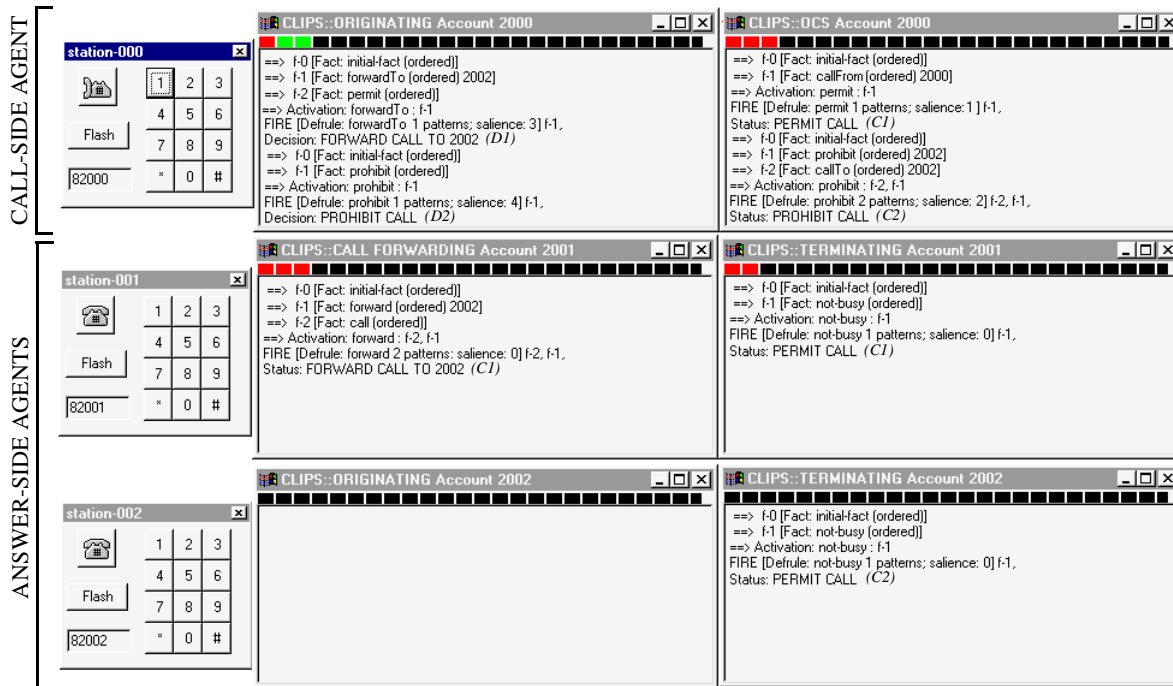 CALL-SIDE AGENT
station-000
1 2 3
4 5 6
Flash
7 8 9
82000
* 0 #
CLIPS::ORIGINATING Account 2000
==> f-0 [Fact: initial-fact (ordered)]
==> f-1 [Fact: forwardTo (ordered) 2002]
==> f-2 [Fact: permit (ordered)]
==> Activation: forwardTo : f-1
FIRE [Defrule: forwardTo 1 patterns; salience: 3] f-1,
Decision: FORWARD CALL TO 2002 (D1)
==> f-0 [Fact: initial-fact (ordered)]
==> f-1 [Fact: prohibit (ordered)]
==> Activation: prohibit : f-1
FIRE [Defrule: prohibit 1 patterns; salience: 4] f-1,
Decision: PROHIBIT CALL (D2)
CLIPS::OCS Account 2000
==> f-0 [Fact: initial-fact (ordered)]
==> f-1 [Fact: callFrom (ordered) 2000]
==> Activation: permit : f-1
FIRE [Defrule: permit 1 patterns; salience: 1 ] f-1,
Status: PERMIT CALL (C1)
==> f-0 [Fact: initial-fact (ordered)]
==> f-1 [Fact: prohibit (ordered) 2002]
==> f-2 [Fact: callTo (ordered) 2002]
==> Activation: prohibit : f-2, f-1
FIRE [Defrule: prohibit 2 patterns; salience: 2] f-2, f-1,
Status: PROHIBIT CALL (C2)
ANSWER-SIDE AGENTS
station-001
1 2 3
4 5 6
Flash
7 8 9
82001
* 0 #
CLIPS::CALL FORWARDING Account 2001
==> f-0 [Fact: initial-fact (ordered)]
==> f-1 [Fact: forward (ordered) 2002]
==> f-2 [Fact: call (ordered)]
==> Activation: forward : f-2, f-1
FIRE [Defrule: forward 2 patterns: salience: 0] f-2, f-1,
Status: FORWARD CALL TO 2002 (C1)
CLIPS::TERMINATING Account 2001
==> f-0 [Fact: initial-fact (ordered)]
==> f-1 [Fact: not-busy (ordered)]
==> Activation: not-busy : f-1
FIRE [Defrule: not-busy 1 patterns; salience: 0] f-1,
Status: PERMIT CALL (C1)
station-002
1 2 3
4 5 6
Flash
7 8 9
82002
* 0 #
CLIPS::ORIGINATING Account 2002
CLIPS::TERMINATING Account 2002
==> f-0 [Fact: initial-fact (ordered)]
==> f-1 [Fact: not-busy (ordered)]
==> Activation: not-busy : f-1
FIRE [Defrule: not-busy 1 patterns; salience: 0] f-1,
Status: PERMIT CALL (C2)